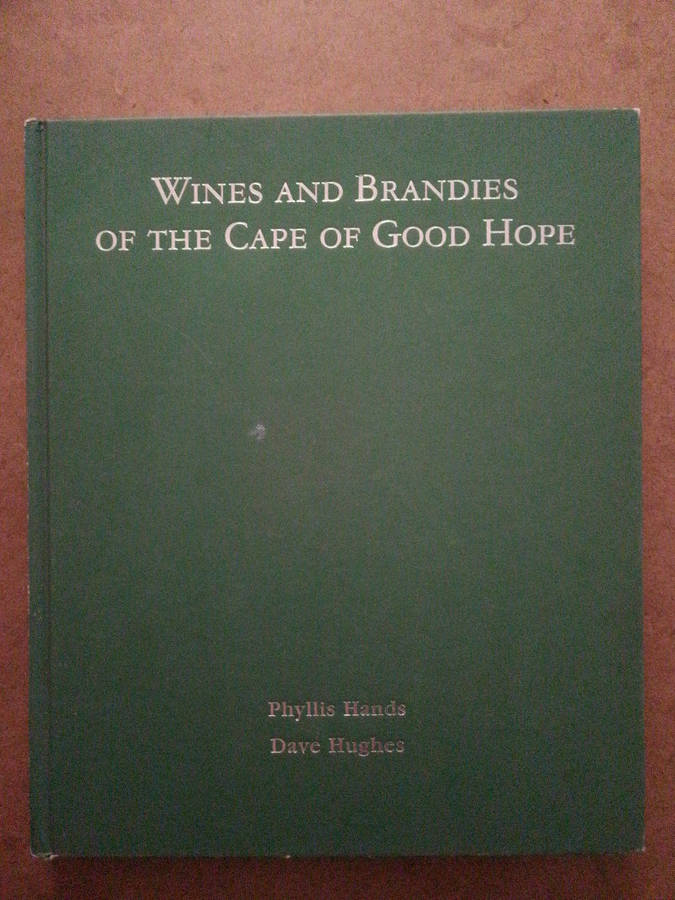 Wines and Brandies
of the Cape of Good Hope
Phyllis Hands
Dave Hughes